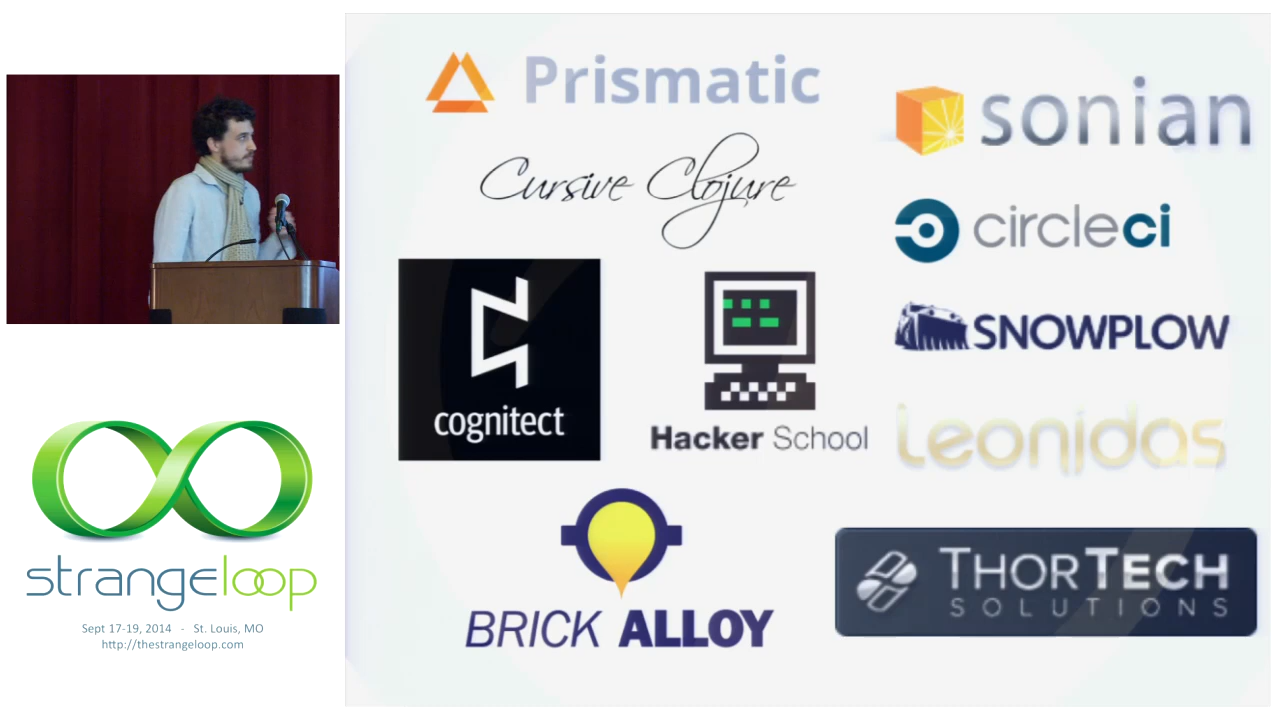 Prismatic
sonian
Cursive Clojure
circleci
cognitect
Hacker School
SNOWPLOW
Leonidas
BRICK ALLOY
THORTECH
SOLUTIONS
strangeloop
Sept 17-19, 2014 - St. Louis, MO
http://thestrangeloop.com